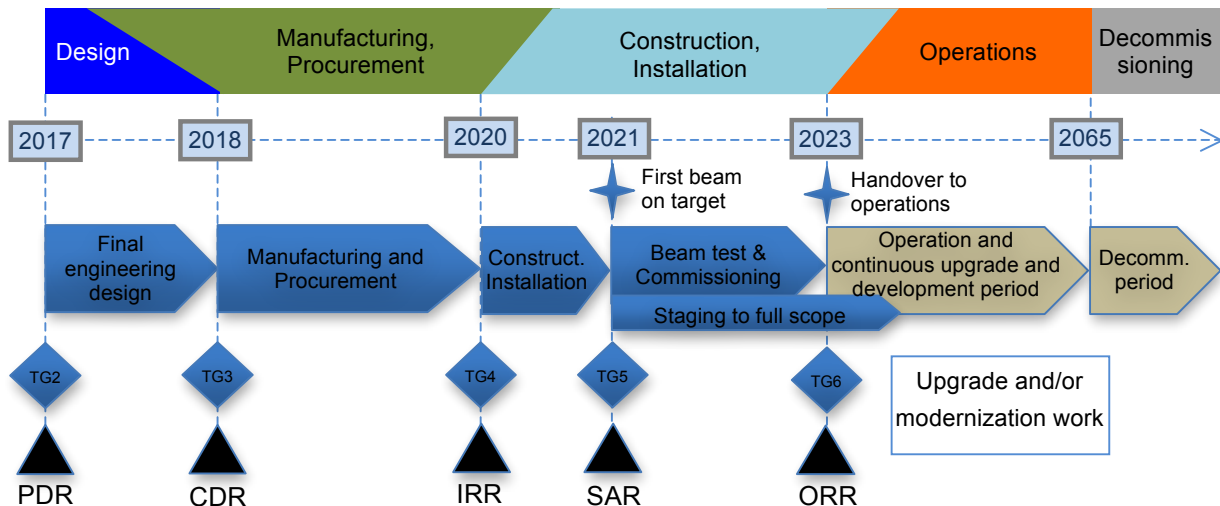 Design
Manufacturing,
Procurement
Construction,
Installation
Operations
Decommis
sioning
2017
2018
2020
2021
2023
2065
First beam
on target
Handover to
operations
Final
engineering
design
Manufacturing and
Procurement
Construct.
Installation
Beam test &
Commissioning
Operation and
continuous upgrade and
development period
Decomm.
period
Staging to full scope
TG2
TG3
TG4
TG5
TG6
Upgrade and/or
modernization work
PDR
CDR
IRR
SAR
ORR